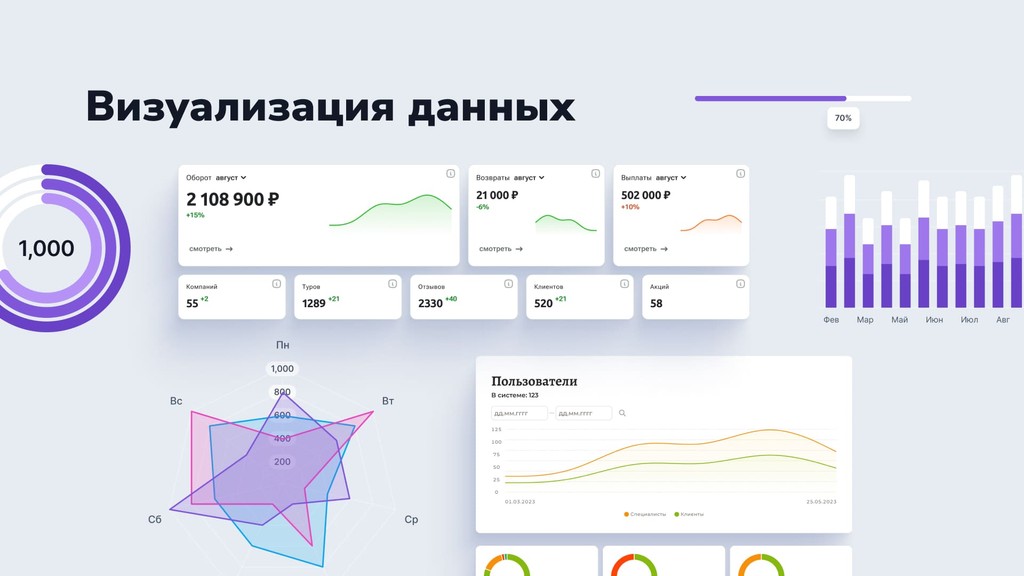 Визуализация данных
70%
1,000
Оборот август
2 108 900 ₽
+15%
смотреть →
Возвраты август
21 000 ₽
-6%
смотреть →
Выплаты август
502 000 ₽
+10%
смотреть →
Компаний
55 +2
Туров
1289 +21
Отзывов
2330 +40
Клиентов
520 +21
Акций
58
Фев Мар Май Июн Июл Авг
Пн
1,000
800
600
400
200
Вс
Вт
Сб
Ср
Пользователи
В системе: 123
дд.мм.гггг – дд.мм.гггг
125
100
75
50
25
0
01.03.2023 25.05.2023
Специалисты Клиенты